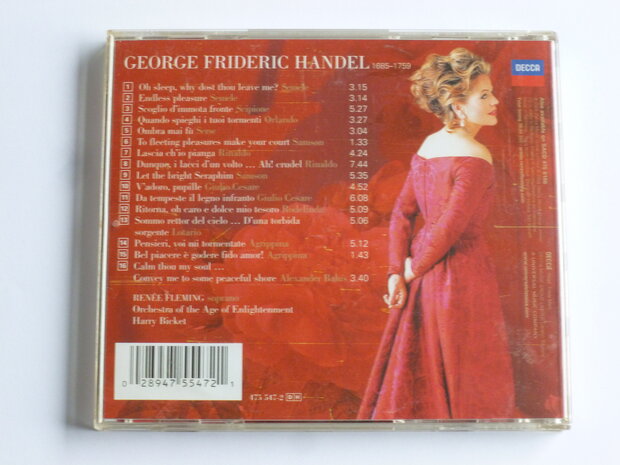 GEORGE FRIDERIC HANDEL 1685–1759
DECCA
1 Oh sleep, why dost thou leave me? Semele 3.15
2 Endless pleasure Semele 3.14
3 Scoglio d'immota fronte Scipione 5.27
4 Quando spieghi i tuoi tormenti Orlando 3.27
5 Ombra mai fù Serse 3.04
6 To fleeting pleasures make your court Samson 1.33
7 Lascia ch'io pianga Rinaldo 4.24
8 Dunque, i lacci d'un volto ... Ah! crudel Rinaldo 7.44
9 Let the bright Seraphim Samson 5.35
10 V'adoro, pupille Giulio Cesare 4.52
11 Da tempeste il legno infranto Giulio Cesare 6.08
12 Ritorna, oh caro e dolce mio tesoro Rodelinda 5.09
13 Sommo rettor del cielo ... D'una torbida 5.06
sorgente Lotario
14 Pensieri, voi mi tormentate Agrippina 5.12
15 Bel piacere è godere fido amor! Agrippina 1.43
16 Calm thou my soul ...
Convey me to some peaceful shore Alexander Balus 3.40
RENÉE FLEMING soprano
Orchestra of the Age of Enlightenment
Harry Bicket
0 28947 55472 1
475 547-2 DH
DECCA
UNIVERSAL MUSIC COMPANY